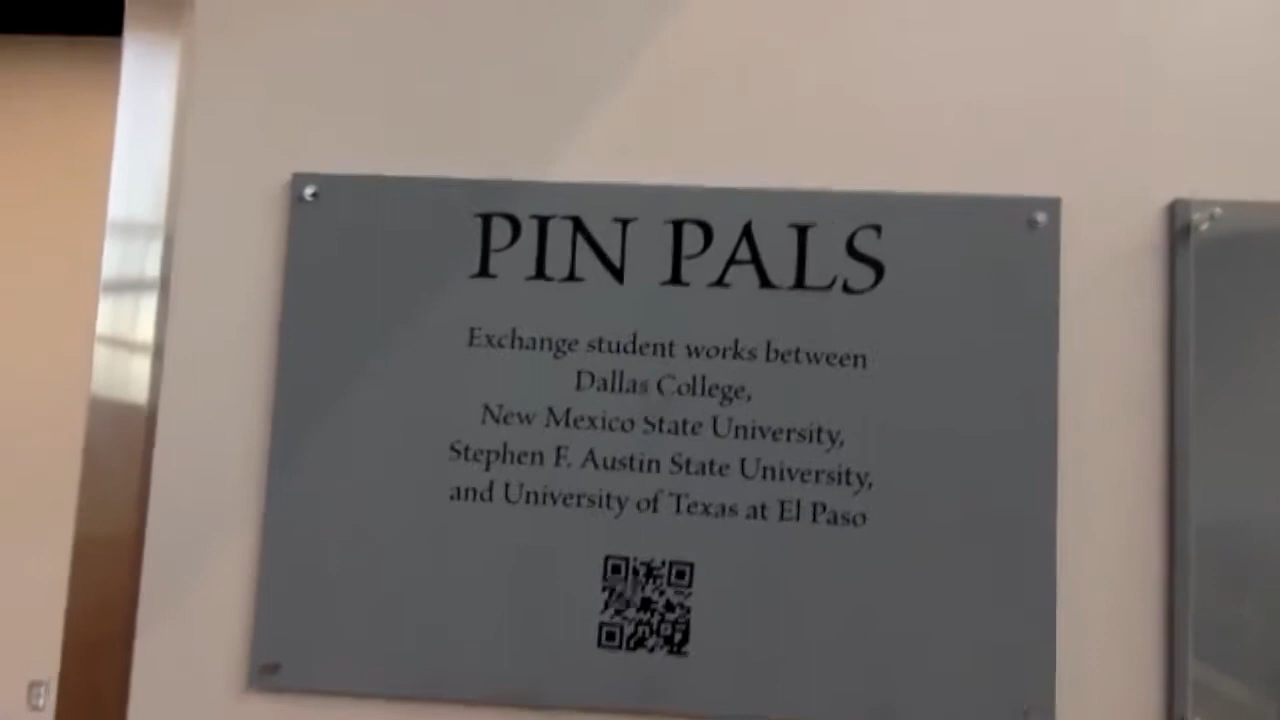 PIN PALS
Exchange student works between
Dallas College,
New Mexico State University,
Stephen F. Austin State University,
and University of Texas at El Paso